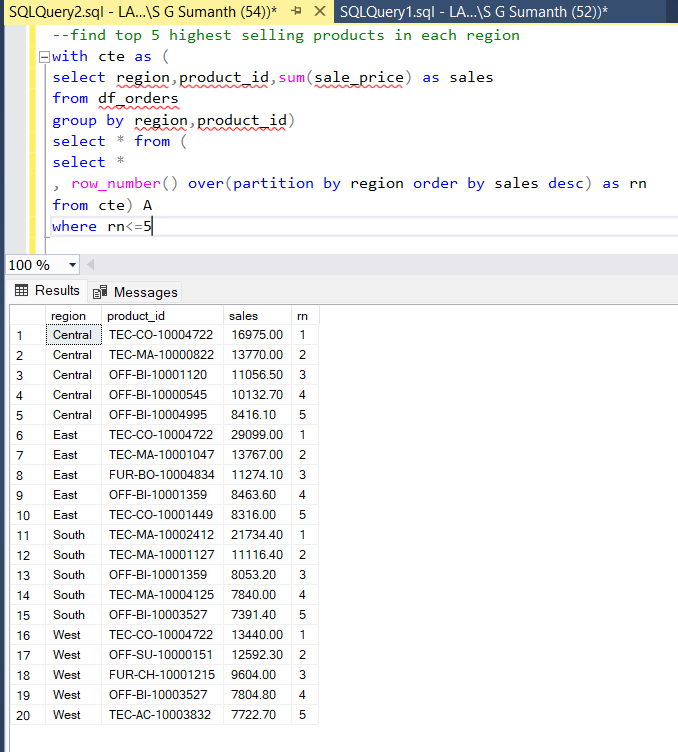 SQLQuery2.sql - LA...\S G Sumanth (54))* SQLQuery1.sql - LA...\S G Sumanth (52))*
--find top 5 highest selling products in each region
with cte as (
select region,product_id,sum(sale_price) as sales
from df_orders
group by region,product_id)
select * from (
select *
, row_number() over(partition by region order by sales desc) as rn
from cte) A
where rn<=5
100 %
Results Messages
region product_id sales rn
1 Central TEC-CO-10004722 16975.00 1
2 Central TEC-MA-10000822 13770.00 2
3 Central OFF-BI-10001120 11056.50 3
4 Central OFF-BI-10000545 10132.70 4
5 Central OFF-BI-10004995 8416.10 5
6 East TEC-CO-10004722 29099.00 1
7 East TEC-MA-10001047 13767.00 2
8 East FUR-BO-10004834 11274.10 3
9 East OFF-BI-10001359 8463.60 4
10 East TEC-CO-10001449 8316.00 5
11 South TEC-MA-10002412 21734.40 1
12 South TEC-MA-10001127 11116.40 2
13 South OFF-BI-10001359 8053.20 3
14 South TEC-MA-10004125 7840.00 4
15 South OFF-BI-10003527 7391.40 5
16 West TEC-CO-10004722 13440.00 1
17 West OFF-SU-10000151 12592.30 2
18 West FUR-CH-10001215 9604.00 3
19 West OFF-BI-10003527 7804.80 4
20 West TEC-AC-10003832 7722.70 5